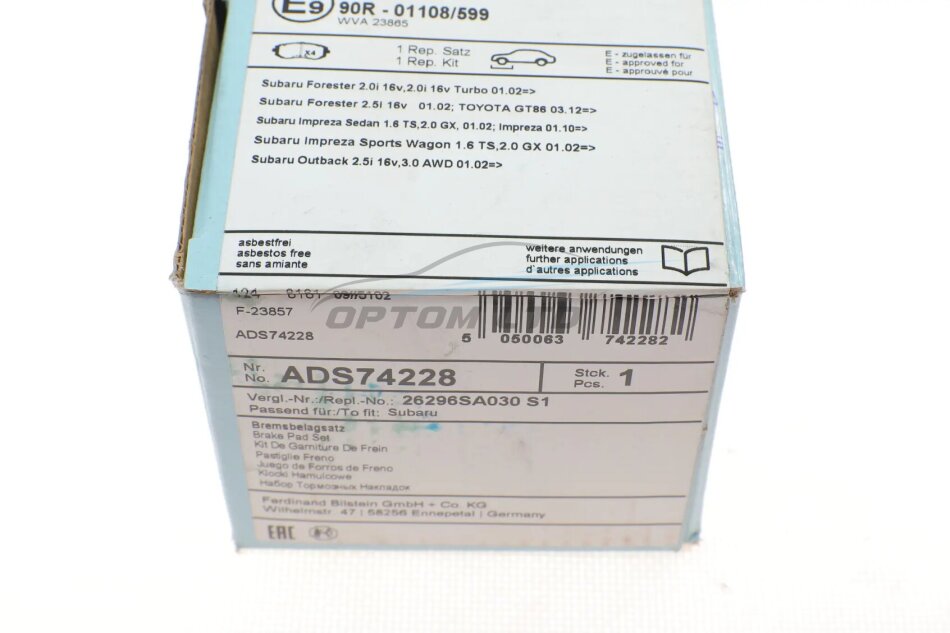 E9 90R - 01108/599
WVA 23865
X4
1 Rep. Satz
1 Rep. Kit
E - zugelassen für
E - approved for
E - approuvé pour
Subaru Forester 2.0i 16v,2.0i 16v Turbo 01.02=>
Subaru Forester 2.5I 16v 01.02; TOYOTA GT86 03.12=>
Subaru Impreza Sedan 1.6 TS,2.0 GX, 01.02; Impreza 01.10=>
Subaru Impreza Sports Wagon 1.6 TS,2.0 GX 01.02=>
Subaru Outback 2.5i 16v,3.0 AWD 01.02=>
asbestfrei
asbestos free
sans amiante
weitere anwendungen
further applications
d`autres applications
124 8181
F-23857
OPTOM LTD
ADS74228
5 050063 742282
Nr.
No. ADS74228
Stck.
Pcs. 1
Vergl.-Nr.:/Repl.-No.: 26296SA030 S1
Passend für:/To fit: Subaru
Bremsbelagsatz
Brake Pad Set
Kit De Garniture De Frein
Pastiglie Freno
Juego de Forros de Freno
Klocki Hamulcowe
Набор Тормозных Накладок
Ferdinand Bilstein GmbH + Co. KG
Wilhelmstr. 47 | 58256 Ennepetal | Germany
EAC